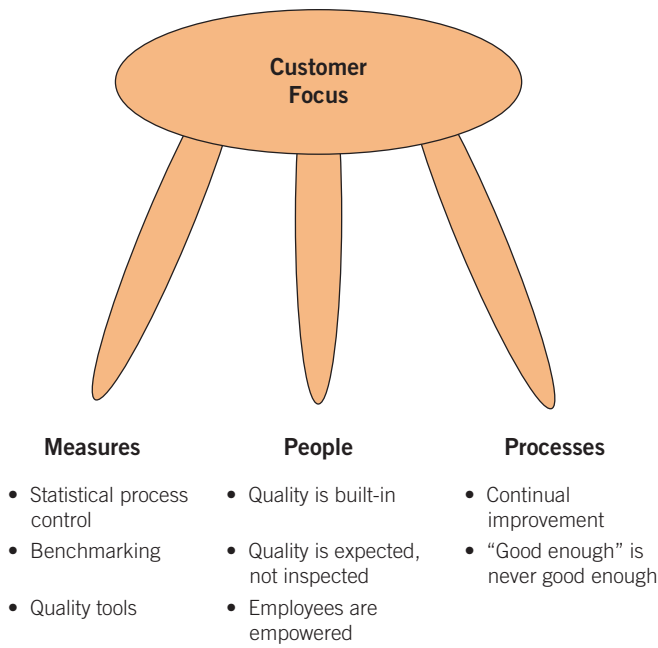 Customer
Focus
Measures
• Statistical process
control
• Benchmarking
• Quality tools
People
• Quality is built-in
• Quality is expected,
not inspected
• Employees are
empowered
Processes
• Continual
improvement
• “Good enough” is
never good enough